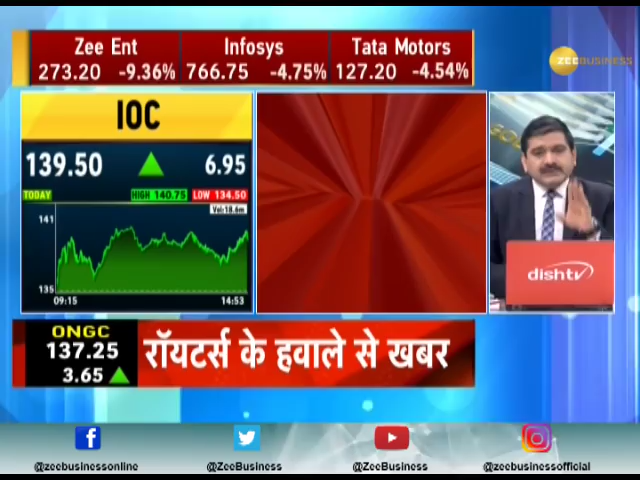 Zee Ent
273.20 -9.36%
Infosys
766.75 -4.75%
Tata Motors
127.20 -4.54%
ZEEBUSINESS
IOC
139.50 6.95
TODAY HIGH 140.75 LOW 134.50
Vol:18.6m
141
135
09:15 14:53
dishtv
ONGC
137.25
3.65
रॉयटर्स के हवाले से खबर
@zeebusinessonline
@ZeeBusiness
@ZeeBusiness
@zeebusinessofficial